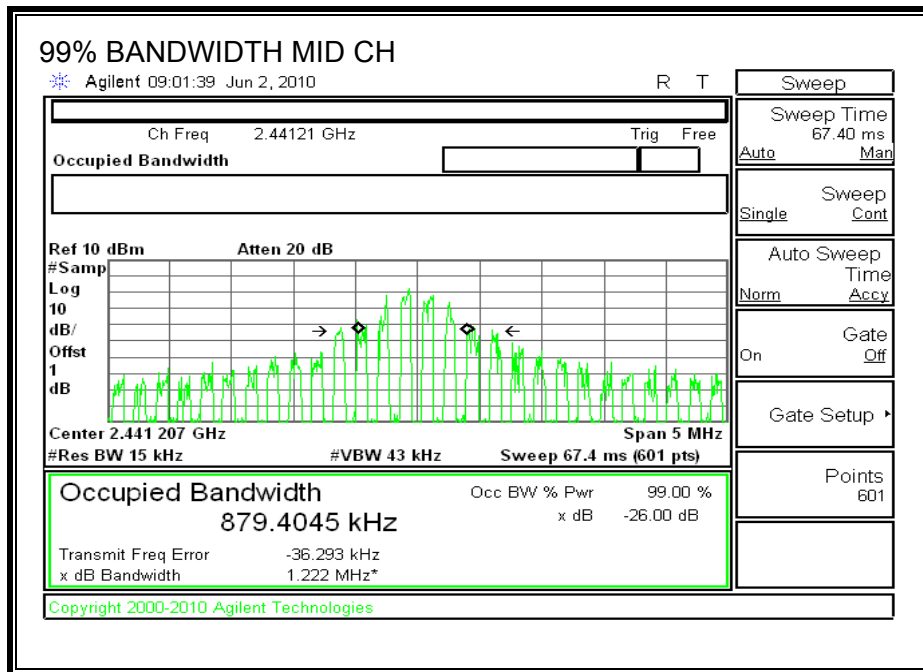 99% BANDWIDTH MID CH
Agilent 09:01:39 Jun 2, 2010 R T
Ch Freq 2.44121 GHz Trig Free
Occupied Bandwidth
Ref 10 dBm Atten 20 dB
#Samp
Log
10
dB/
Offst
1
dB
Center 2.441 207 GHz Span 5 MHz
#Res BW 15 kHz #VBW 43 kHz Sweep 67.4 ms (601 pts)
Occupied Bandwidth Occ BW % Pwr 99.00 %
879.4045 kHz x dB -26.00 dB
Transmit Freq Error -36.293 kHz
x dB Bandwidth 1.222 MHz*
Copyright 2000-2010 Agilent Technologies
Sweep
Sweep Time
67.40 ms
Auto Man
Sweep
Single Cont
Auto Sweep
Time
Norm Accy
Gate
On Off
Gate Setup
Points
601